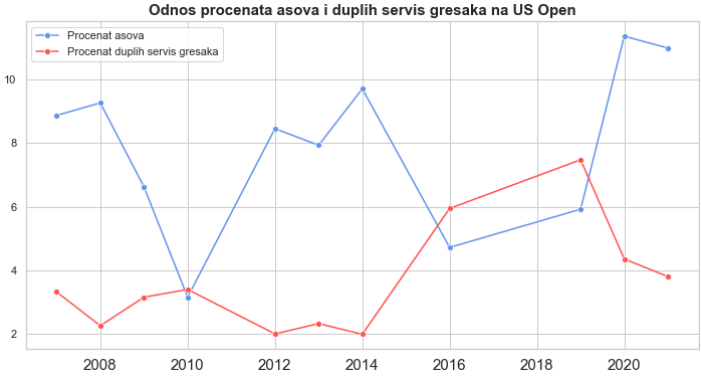 Odnos procenata asova i duplih servis gresaka na US Open
Procenat asova
Procenat duplih servis gresaka
10
8
6
4
2
2008 2010 2012 2014 2016 2018 2020